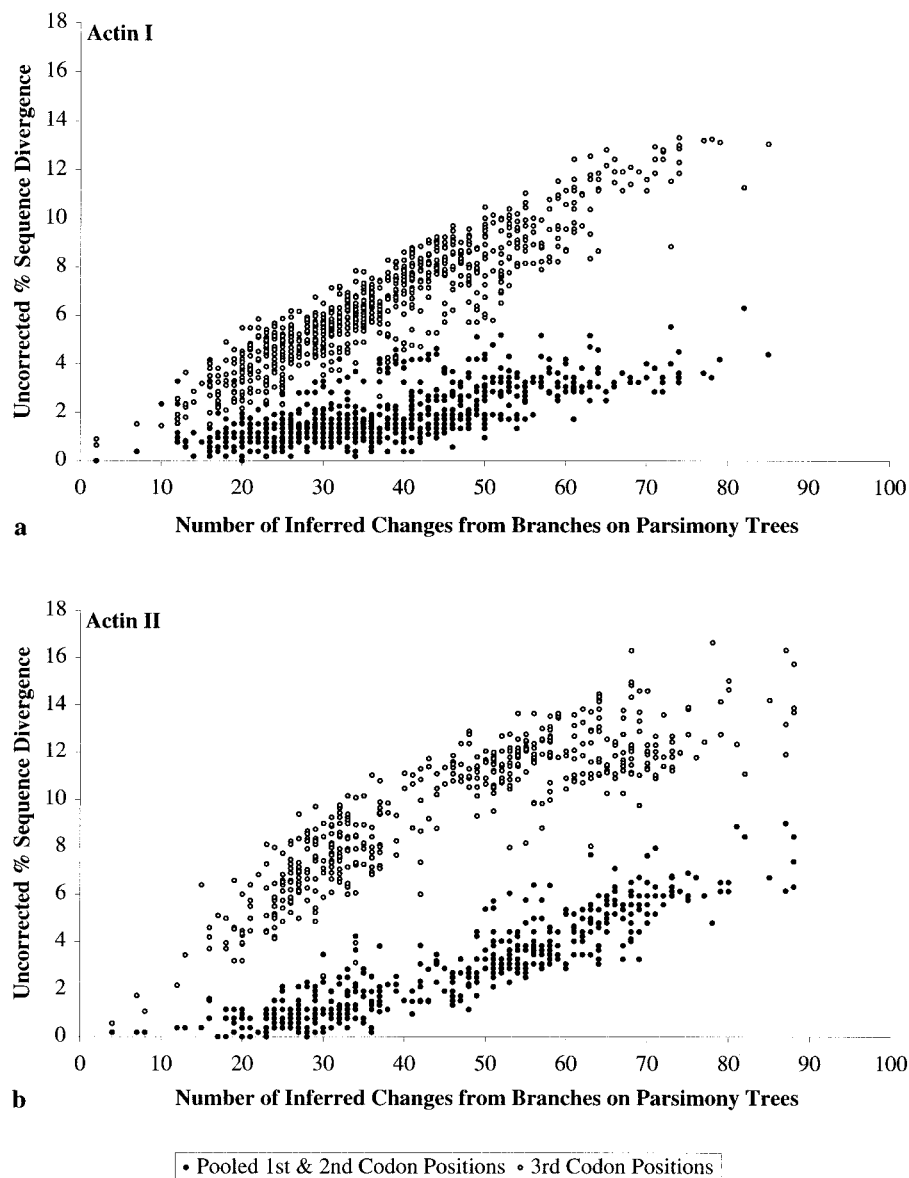 18
Actin I
16
14
12
10
8
6
4
2
0
Uncorrected % Sequence Divergence
0 10 20 30 40 50 60 70 80 90 100
a Number of Inferred Changes from Branches on Parsimony Trees
18
Actin II
16
14
12
10
8
6
4
2
0
Uncorrected % Sequence Divergence
0 10 20 30 40 50 60 70 80 90 100
b Number of Inferred Changes from Branches on Parsimony Trees
• Pooled 1st & 2nd Codon Positions ∘ 3rd Codon Positions